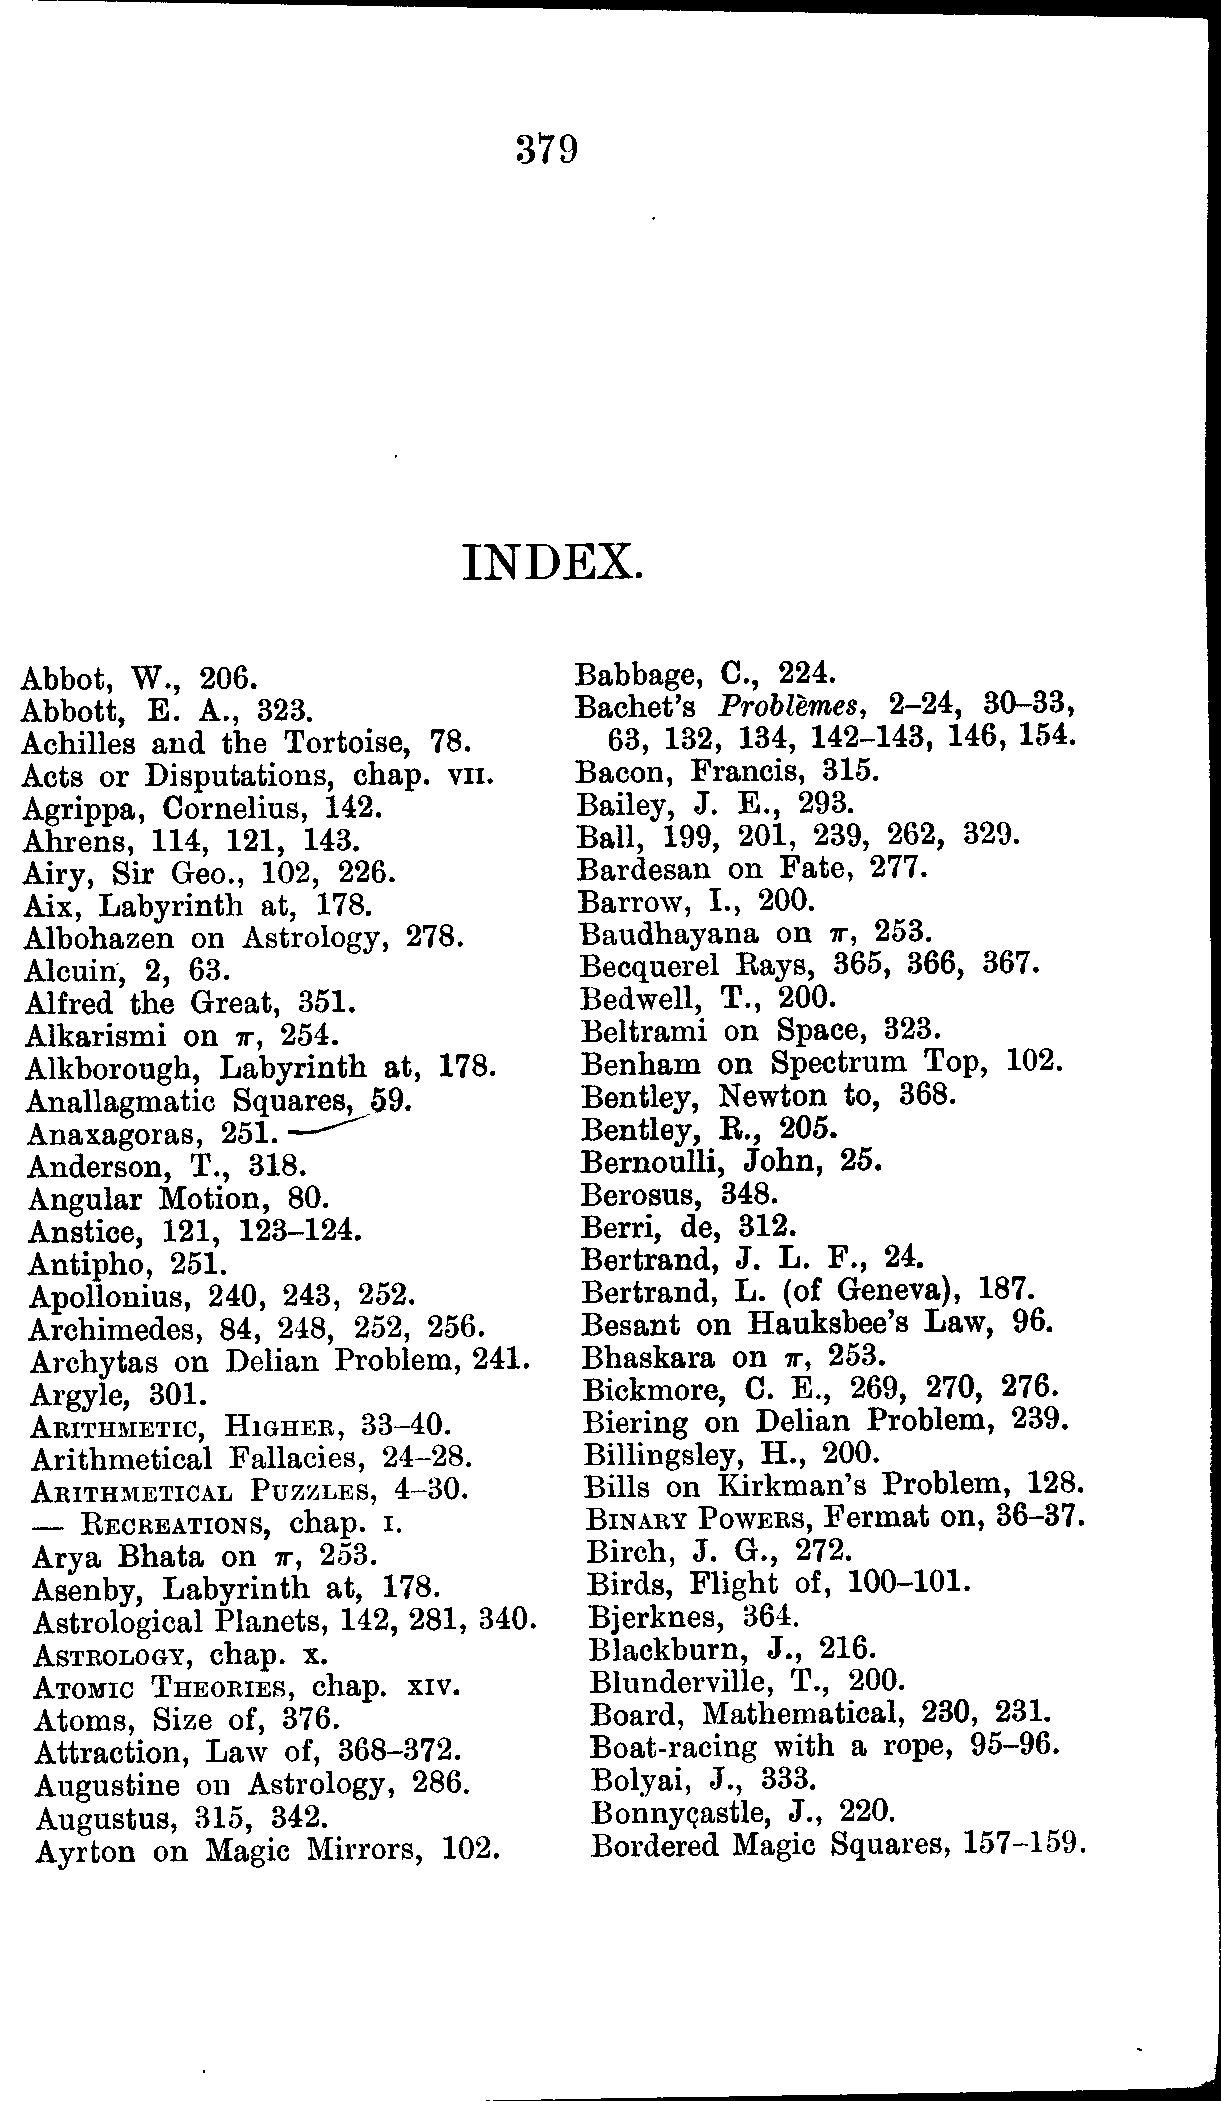 379
INDEX.
Abbot, W., 206.
Abbott, E. A., 323.
Achilles and the Tortoise, 78.
Acts or Disputations, chap. VII.
Agrippa, Cornelius, 142.
Ahrens, 114, 121, 143.
Airy, Sir Geo., 102, 226.
Aix, Labyrinth at, 178.
Albohazen on Astrology, 278.
Alcuin, 2, 63.
Alfred the Great, 351.
Alkarismi on π, 254.
Alkborough, Labyrinth at, 178.
Anallagmatic Squares, 59.
Anaxagoras, 251.
Anderson, T., 318.
Angular Motion, 80.
Anstice, 121, 123–124.
Antipho, 251.
Apollonius, 240, 243, 252.
Archimedes, 84, 248, 252, 256.
Archytas on Delian Problem, 241.
Argyle, 301.
ARITHMETIC, HIGHER, 33–40.
Arithmetical Fallacies, 24–28.
ARITHMETICAL PUZZLES, 4–30.
— RECREATIONS, chap. I.
Arya Bhata on π, 253.
Asenby, Labyrinth at, 178.
Astrological Planets, 142, 281, 340.
ASTROLOGY, chap. X.
ATOMIC THEORIES, chap. XIV.
Atoms, Size of, 376.
Attraction, Law of, 368–372.
Augustine on Astrology, 286.
Augustus, 315, 342.
Ayrton on Magic Mirrors, 102.
Babbage, C., 224.
Bachet's Problèmes, 2–24, 30–33,
63, 132, 134, 142–143, 146, 154.
Bacon, Francis, 315.
Bailey, J. E., 293.
Ball, 199, 201, 239, 262, 329.
Bardesan on Fate, 277.
Barrow, I., 200.
Baudhayana on π, 253.
Becquerel Rays, 365, 366, 367.
Bedwell, T., 200.
Beltrami on Space, 323.
Benham on Spectrum Top, 102.
Bentley, Newton to, 368.
Bentley, R., 205.
Bernoulli, John, 25.
Berosus, 348.
Berri, de, 312.
Bertrand, J. L. F., 24.
Bertrand, L. (of Geneva), 187.
Besant on Hauksbee's Law, 96.
Bhaskara on π, 253.
Bickmore, C. E., 269, 270, 276.
Biering on Delian Problem, 239.
Billingsley, H., 200.
Bills on Kirkman's Problem, 128.
BINARY POWERS, Fermat on, 36–37.
Birch, J. G., 272.
Birds, Flight of, 100–101.
Bjerknes, 364.
Blackburn, J., 216.
Blunderville, T., 200.
Board, Mathematical, 230, 231.
Boat-racing with a rope, 95–96.
Bolyai, J., 333.
Bonnyçastle, J., 220.
Bordered Magic Squares, 157–159.